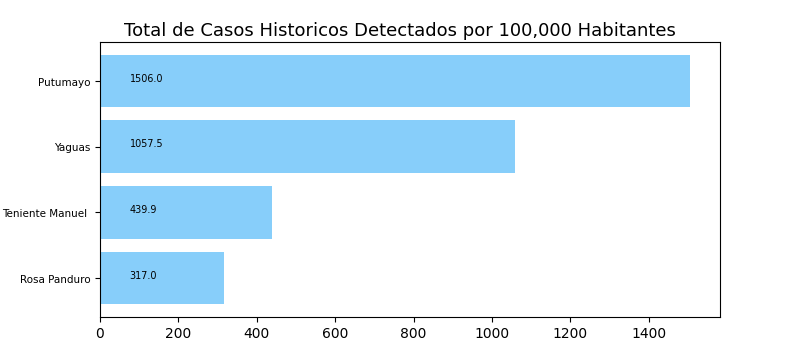 Total de Casos Historicos Detectados por 100,000 Habitantes
Putumayo 1506.0
Yaguas 1057.5
Teniente Manuel 439.9
Rosa Panduro 317.0
0 200 400 600 800 1000 1200 1400